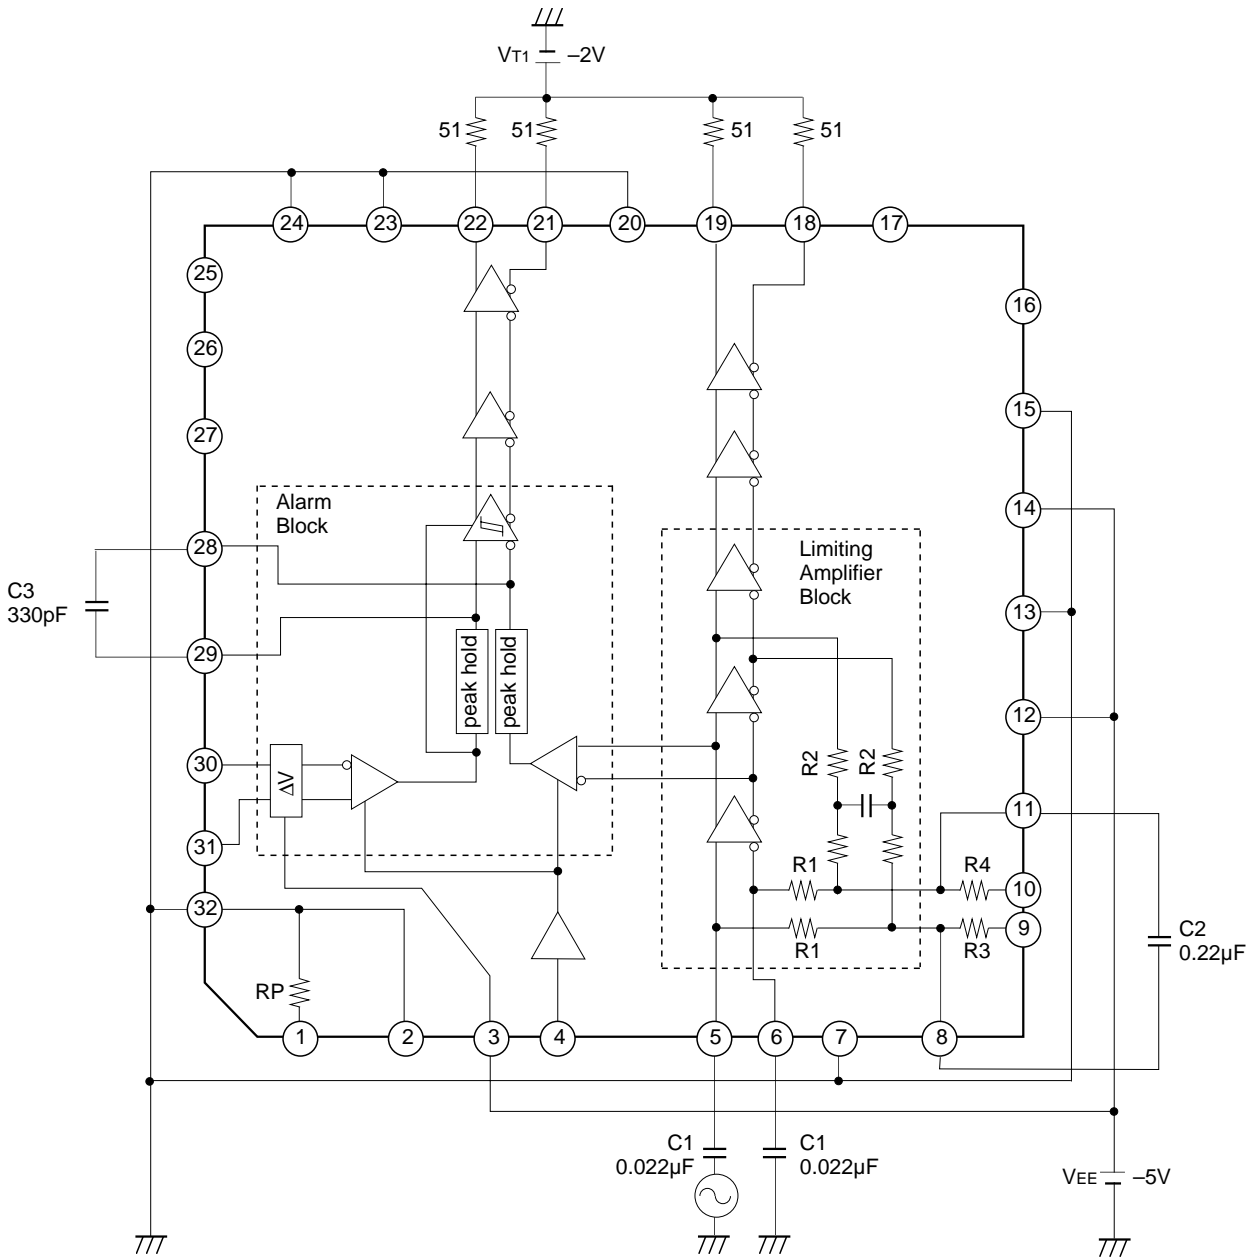 VT1 –2V
51 51 51 51
24 23 22 21 20 19 18 17
25
16
26
15
27
Alarm
Block
14
28
Limiting
Amplifier
Block
C3
330pF
13
29
peak hold peak hold
12
30
ΔV
R2 R2
11
31
R1 R4 10
32
9
R1 R3
C2
0.22µF
RP
1 2 3 4 5 6 7 8
C1
0.022µF
C1
0.022µF
VEE –5V